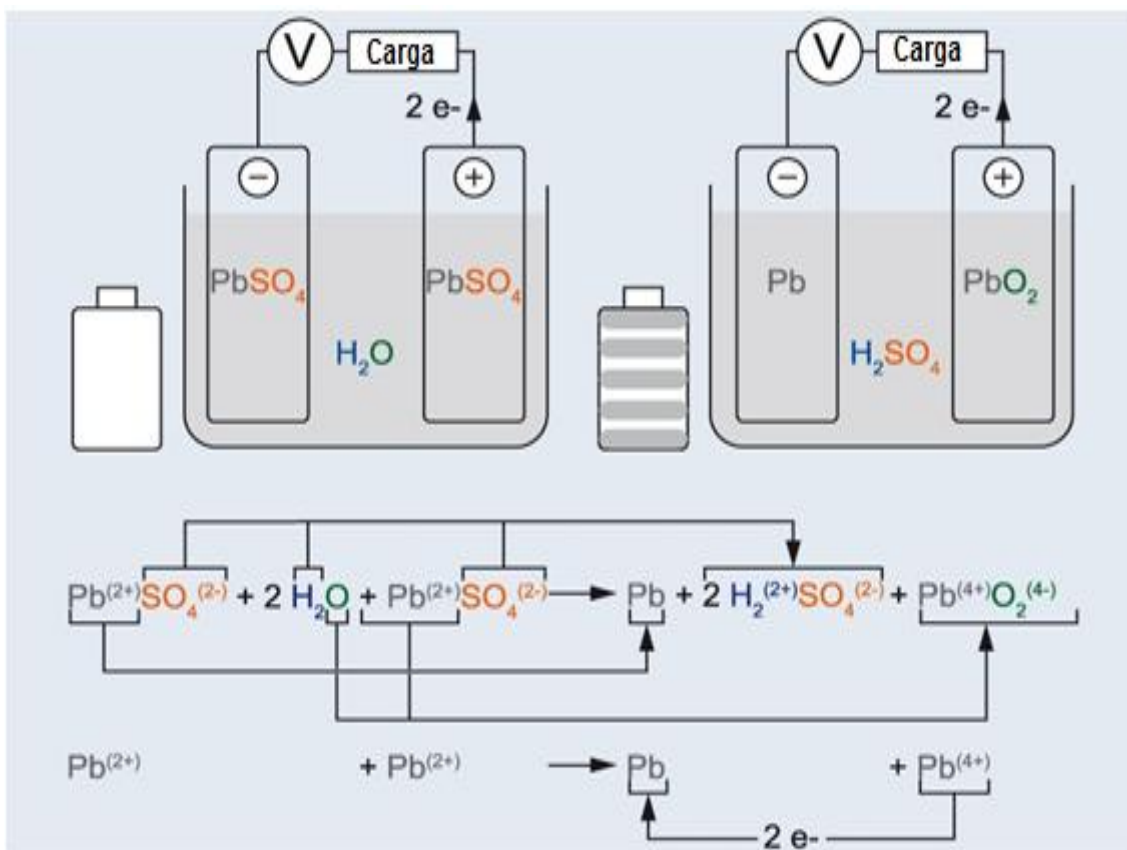 V Carga V Carga
2 e- 2 e-
− + − +
PbSO₄ PbSO₄ Pb PbO₂
H₂O H₂SO₄
Pb⁽²⁺⁾SO₄⁽²⁻⁾ + 2 H₂O + Pb⁽²⁺⁾SO₄⁽²⁻⁾ → Pb + 2 H₂⁽²⁺⁾SO₄⁽²⁻⁾ + Pb⁽⁴⁺⁾O₂⁽⁴⁻⁾
Pb⁽²⁺⁾ + Pb⁽²⁺⁾ → Pb + Pb⁽⁴⁺⁾
2 e-